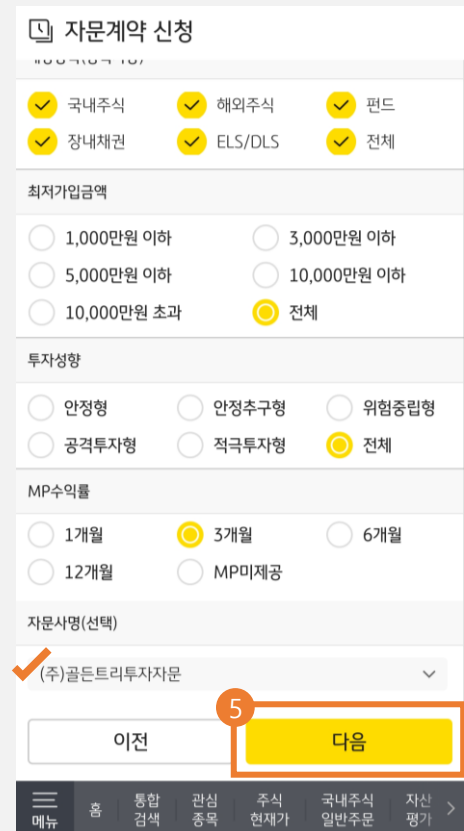 자문계약 신청
국내주식 해외주식 펀드
장내채권 ELS/DLS 전체
최저가입금액
1,000만원 이하 3,000만원 이하
5,000만원 이하 10,000만원 이하
10,000만원 초과 전체
투자성향
안정형 안정추구형 위험중립형
공격투자형 적극투자형 전체
MP수익률
1개월 3개월 6개월
12개월 MP미제공
자문사명(선택)
(주)골든트리투자자문
5
이전 다음
메뉴 홈 통합 관심 주식 국내주식 자산
검색 종목 현재가 일반주문 평가